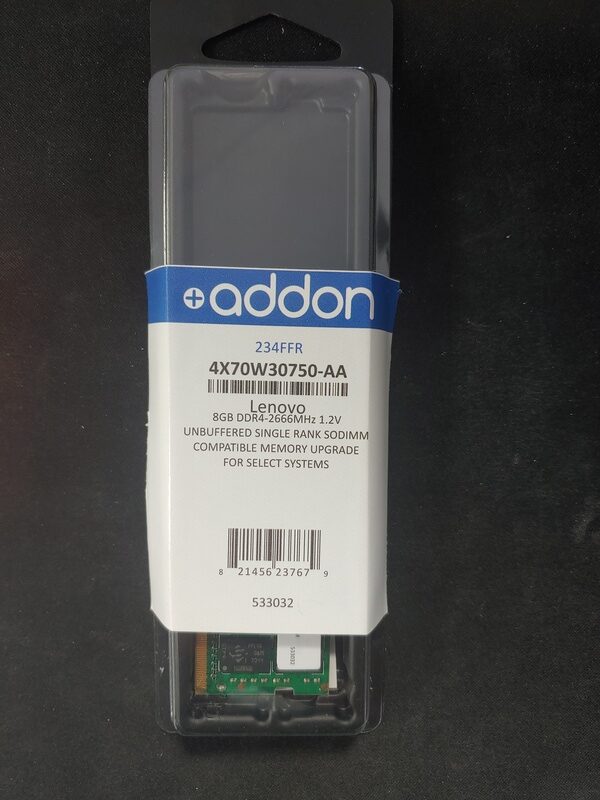 addon
234FFR
4X70W30750-AA
Lenovo
8GB DDR4-2666MHz 1.2V
UNBUFFERED SINGLE RANK SODIMM
COMPATIBLE MEMORY UPGRADE
FOR SELECT SYSTEMS
8 21456 23767 9
533032
533032